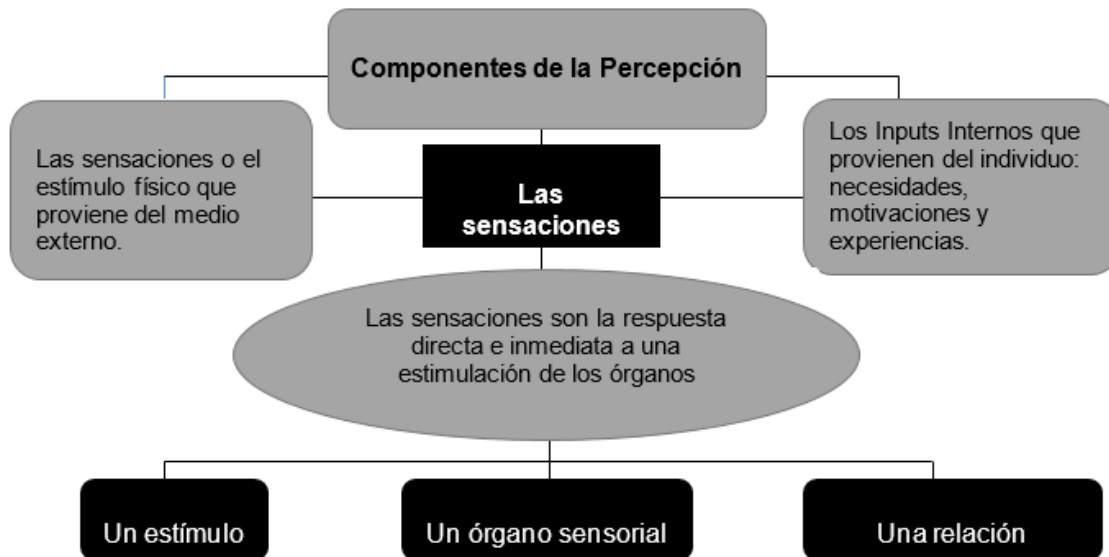 Componentes de la Percepción
Las sensaciones o el
estímulo físico que
proviene del medio
externo.
Las
sensaciones
Los Inputs Internos que
provienen del individuo:
necesidades,
motivaciones y
experiencias.
Las sensaciones son la respuesta
directa e inmediata a una
estimulación de los órganos
Un estímulo
Un órgano sensorial
Una relación